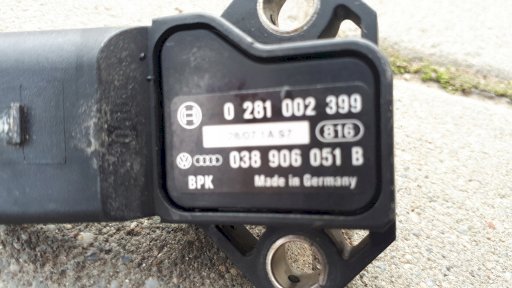 0 281 002 399
816
038 906 051 B
BPK Made in Germany